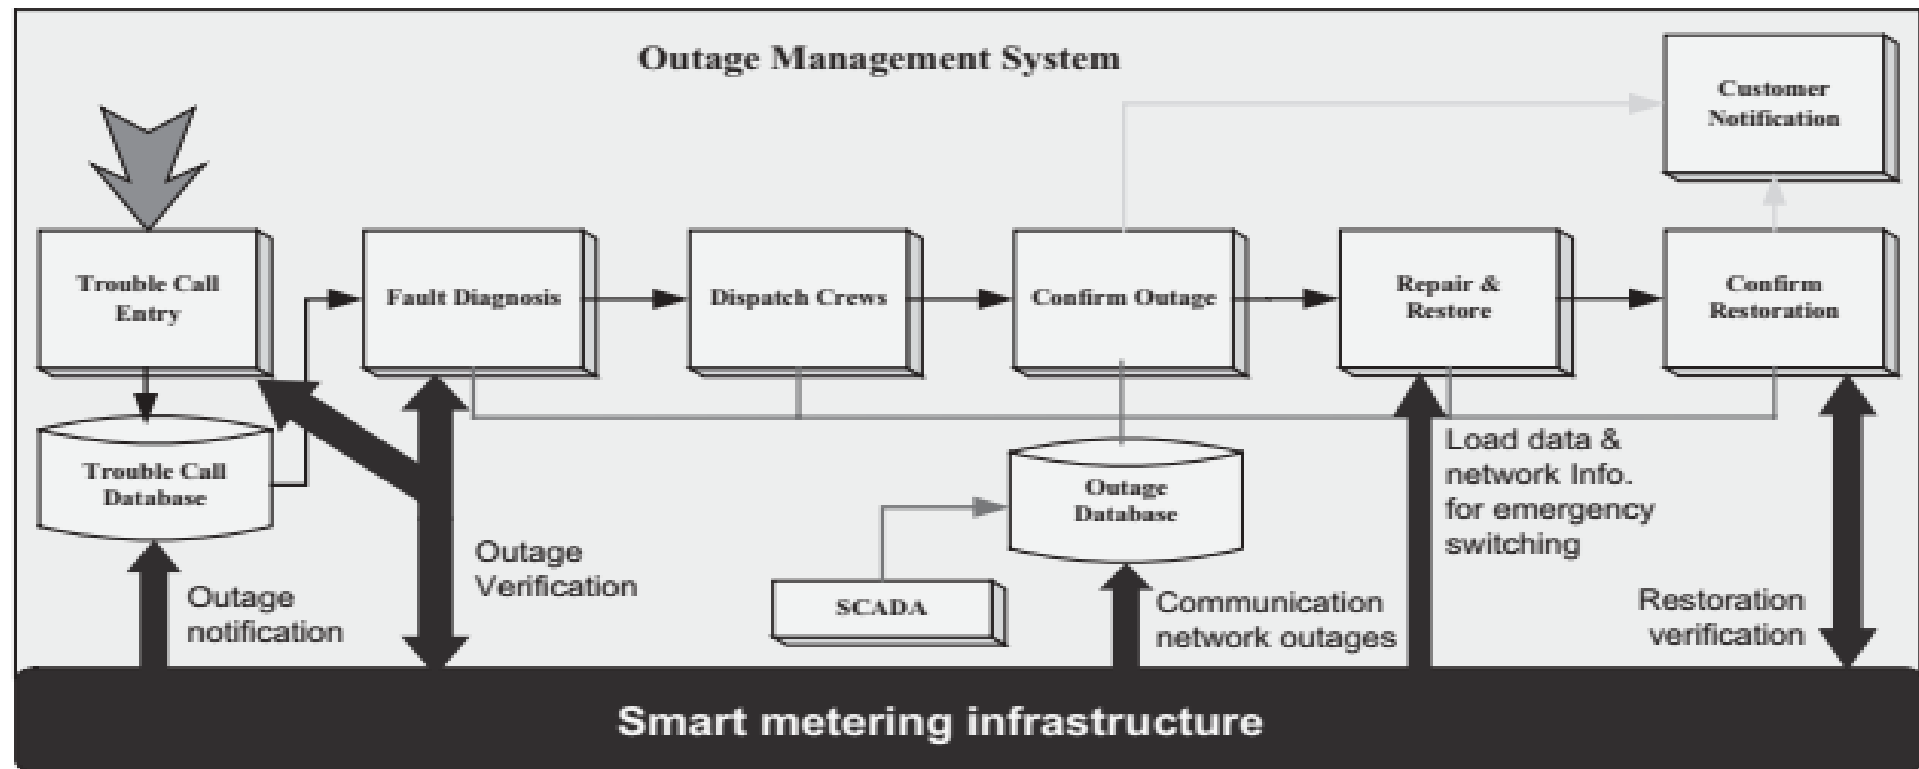 Outage Management System
Customer
Notification
Trouble Call
Entry
Fault Diagnosis
Dispatch Crews
Confirm Outage
Repair &
Restore
Confirm
Restoration
Trouble Call
Database
Outage
Database
SCADA
Outage
notification
Outage
Verification
Communication
network outages
Load data &
network Info.
for emergency
switching
Restoration
verification
Smart metering infrastructure